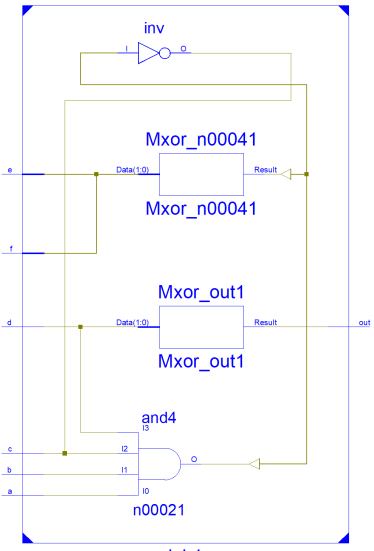 inv
I O
Mxor_n00041
e Data(1:0) Result
Mxor_n00041
f
Mxor_out1
d Data(1:0) Result out
Mxor_out1
and4
I3
c I2
O
b I1
a I0
n00021